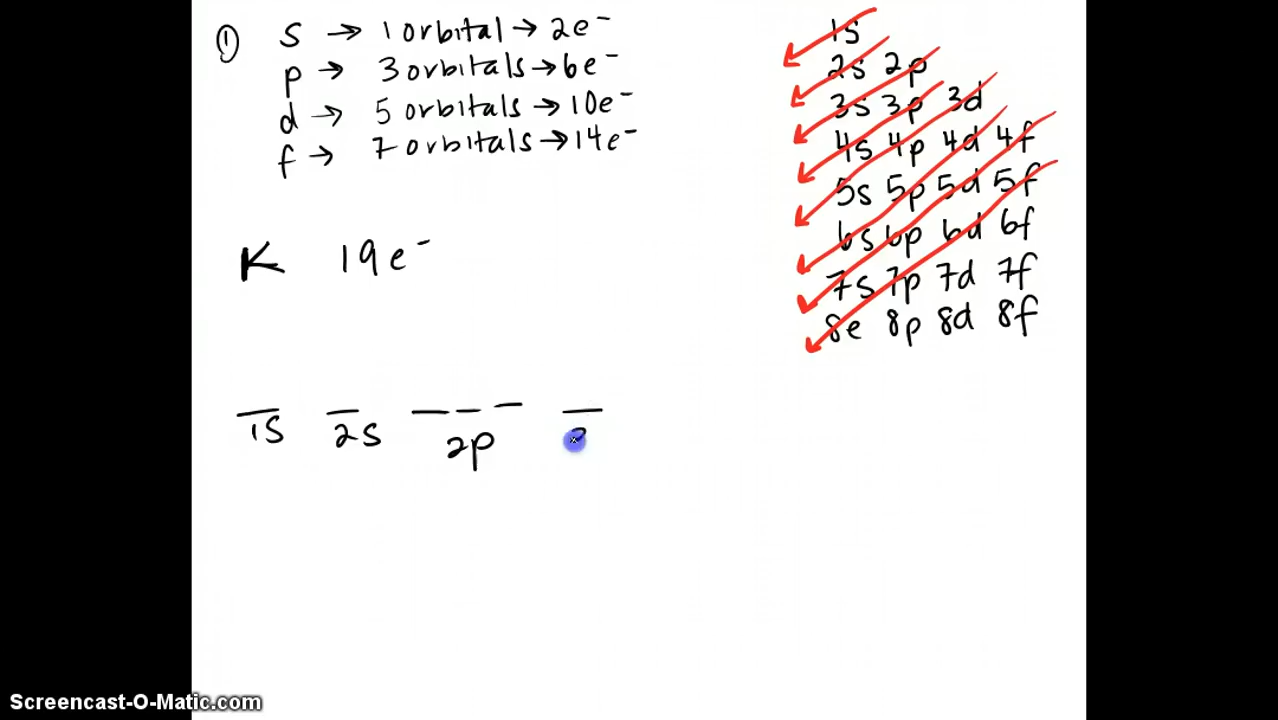 ① s → 1 orbital → 2e⁻
p → 3 orbitals → 6e⁻
d → 5 orbitals → 10e⁻
f → 7 orbitals → 14e⁻
1s
2s 2p
3s 3p 3d
4s 4p 4d 4f
5s 5p 5d 5f
6s 6p 6d 6f
7s 7p 7d 7f
8e 8p 8d 8f
K 19e⁻
1s 2s 2p
Screencast-O-Matic.com